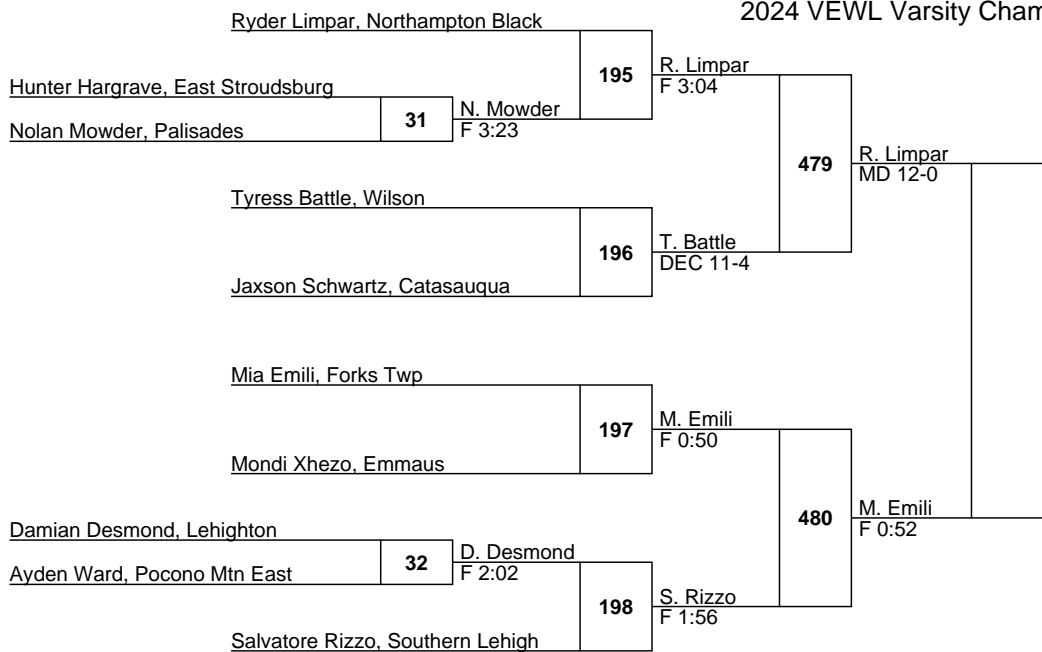 2024 VEWL Varsity Cham
Ryder Limpar, Northampton Black
195
R. Limpar
F 3:04
Hunter Hargrave, East Stroudsburg
31
N. Mowder
F 3:23
Nolan Mowder, Palisades
479
R. Limpar
MD 12-0
Tyress Battle, Wilson
196
T. Battle
DEC 11-4
Jaxson Schwartz, Catasauqua
Mia Emili, Forks Twp
197
M. Emili
F 0:50
Mondi Xhezo, Emmaus
480
M. Emili
F 0:52
Damian Desmond, Lehighton
32
D. Desmond
F 2:02
Ayden Ward, Pocono Mtn East
198
S. Rizzo
F 1:56
Salvatore Rizzo, Southern Lehigh